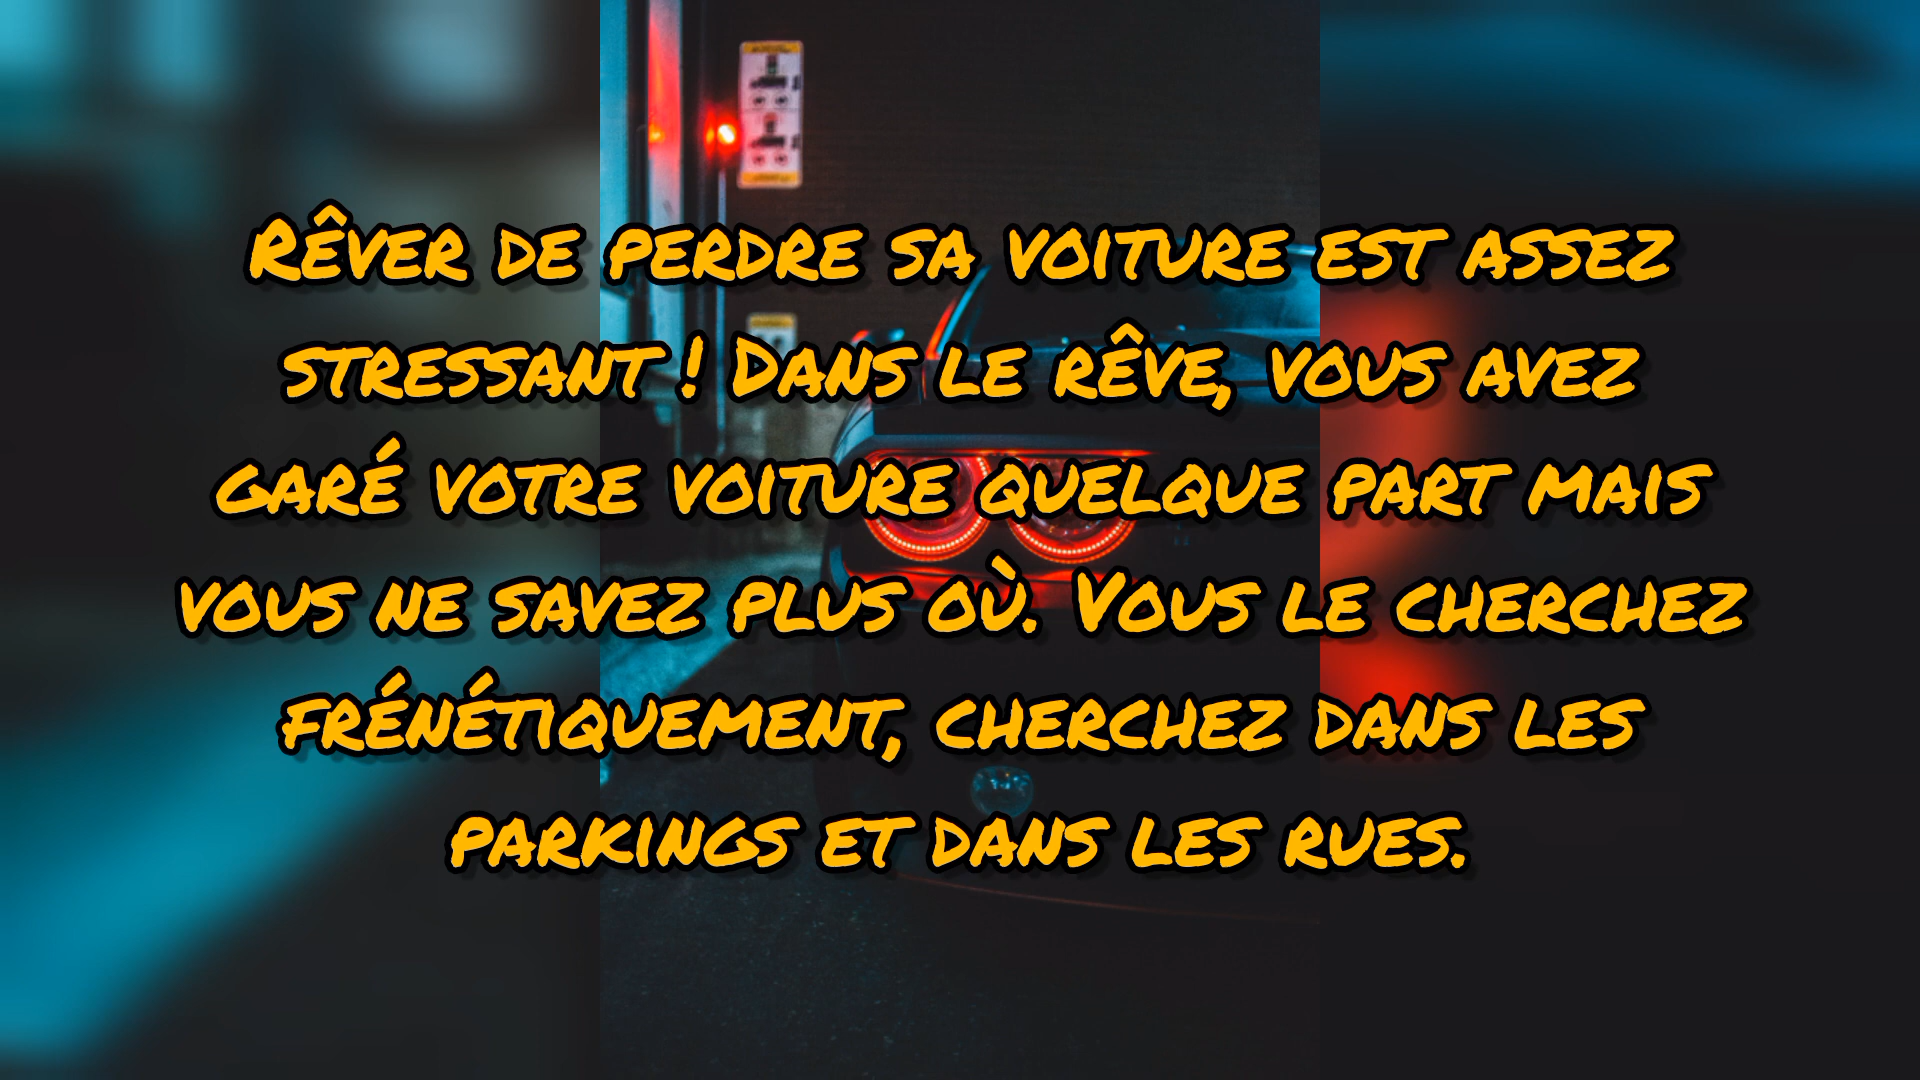 Rêver de perdre sa voiture est assez
stressant ! Dans le rêve, vous avez
garé votre voiture quelque part mais
vous ne savez plus où. Vous le cherchez
frénétiquement, cherchez dans les
parkings et dans les rues.